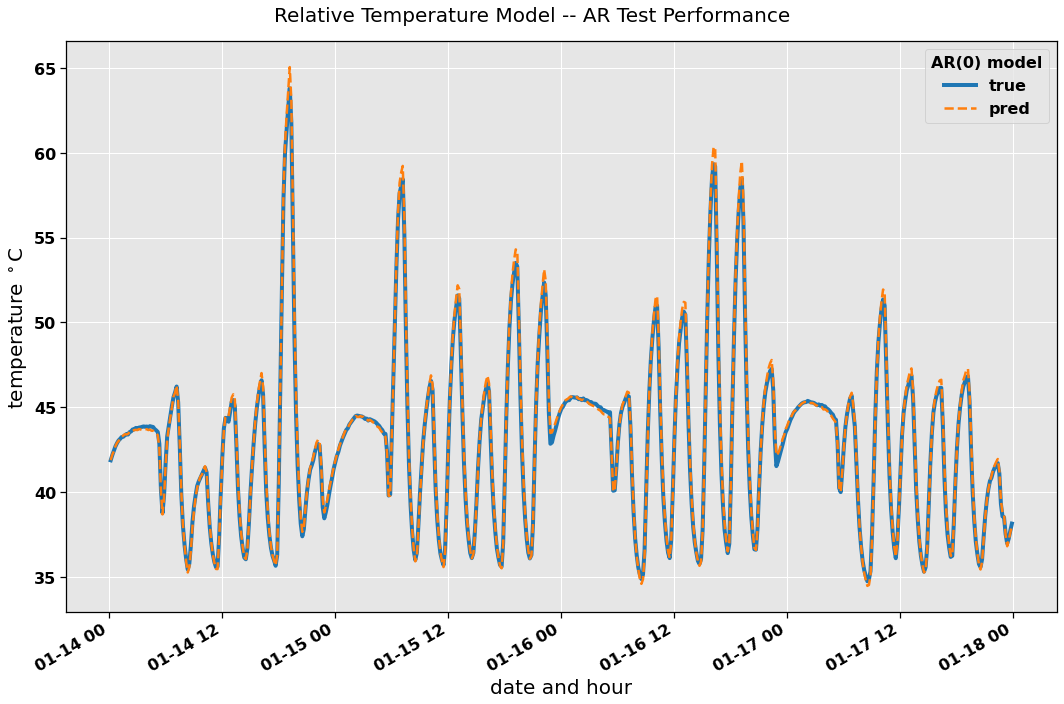 Relative Temperature Model -- AR Test Performance
AR(0) model
true
pred
temperature °C
65
60
55
50
45
40
35
01-14 00
01-14 12
01-15 00
01-15 12
01-16 00
01-16 12
01-17 00
01-17 12
01-18 00
date and hour